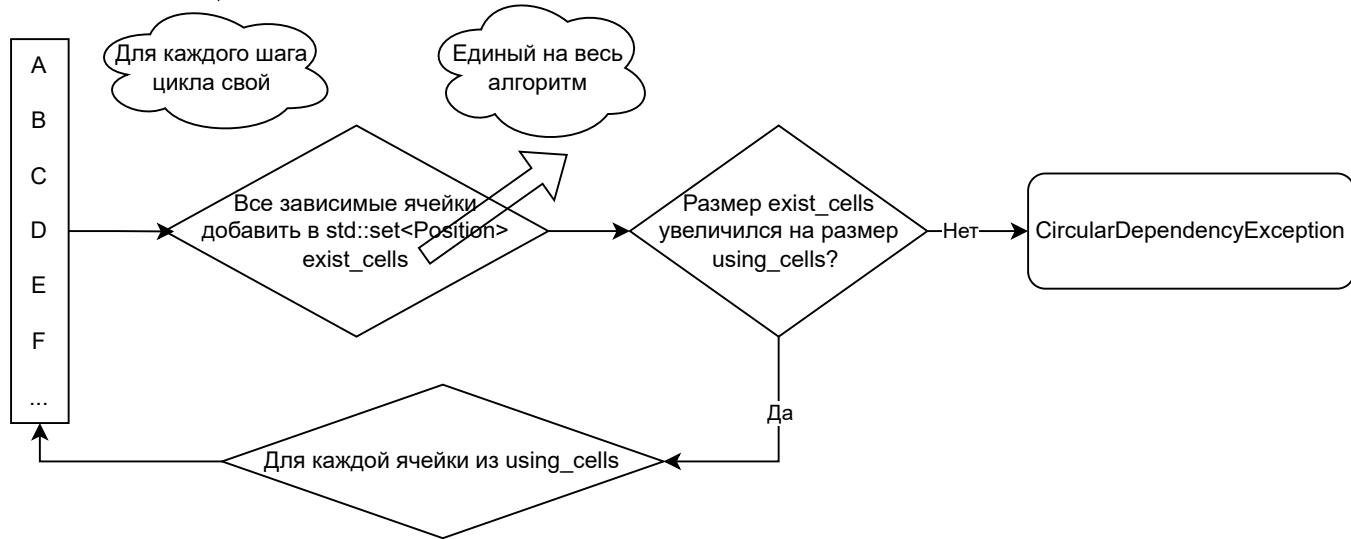 Для каждого шага
цикла свой
Единый на весь
алгоритм
A
B
C
D
E
F
...
Все зависимые ячейки
добавить в std::set<Position>
exist_cells
Размер exist_cells
увеличился на размер
using_cells?
Нет
CircularDependencyException
Да
Для каждой ячейки из using_cells